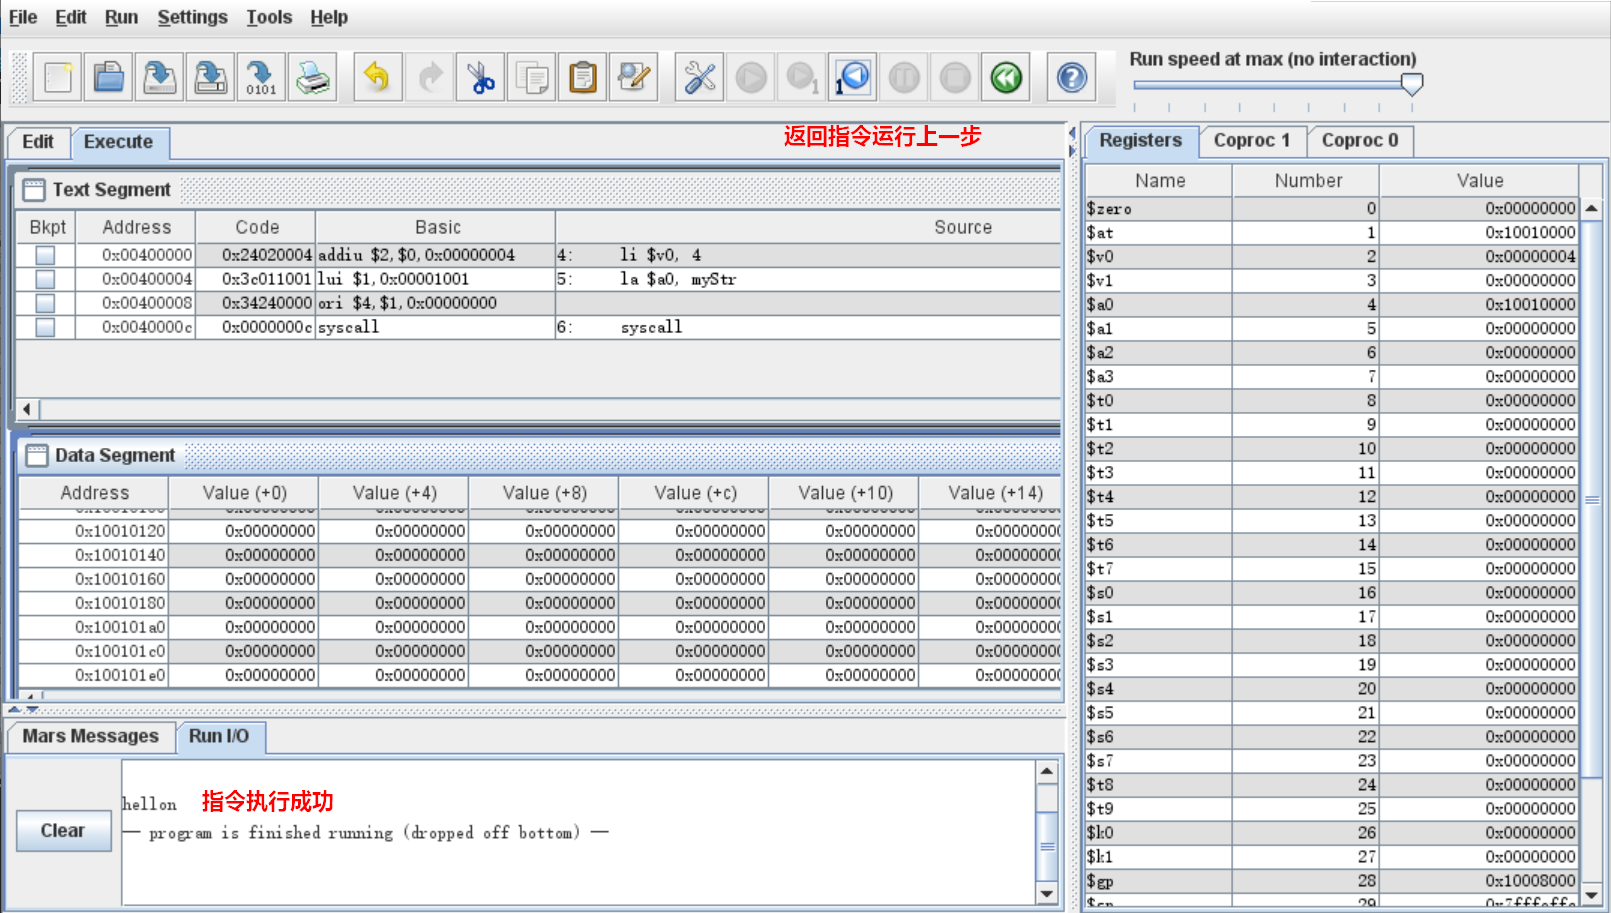 File Edit Run Settings Tools Help
0101
1
1
Run speed at max (no interaction)
返回指令运行上一步
Edit Execute
Text Segment
Bkpt Address Code Basic Source
0x00400000 0x24020004 addiu $2,$0,0x00000004 4: li $v0, 4
0x00400004 0x3c011001 lui $1,0x00001001 5: la $a0, myStr
0x00400008 0x34240000 ori $4,$1,0x00000000
0x0040000c 0x0000000c syscall 6: syscall
Data Segment
Address Value (+0) Value (+4) Value (+8) Value (+c) Value (+10) Value (+14)
0x10010120 0x00000000 0x00000000 0x00000000 0x00000000 0x00000000 0x0000000
0x10010140 0x00000000 0x00000000 0x00000000 0x00000000 0x00000000 0x0000000
0x10010160 0x00000000 0x00000000 0x00000000 0x00000000 0x00000000 0x0000000
0x10010180 0x00000000 0x00000000 0x00000000 0x00000000 0x00000000 0x0000000
0x100101a0 0x00000000 0x00000000 0x00000000 0x00000000 0x00000000 0x0000000
0x100101c0 0x00000000 0x00000000 0x00000000 0x00000000 0x00000000 0x0000000
0x100101e0 0x00000000 0x00000000 0x00000000 0x00000000 0x00000000 0x0000000
Mars Messages Run I/O
Clear
hellon 指令执行成功
— program is finished running (dropped off bottom) —
Registers Coproc 1 Coproc 0
Name Number Value
$zero 0 0x00000000
$at 1 0x10010000
$v0 2 0x00000004
$v1 3 0x00000000
$a0 4 0x10010000
$a1 5 0x00000000
$a2 6 0x00000000
$a3 7 0x00000000
$t0 8 0x00000000
$t1 9 0x00000000
$t2 10 0x00000000
$t3 11 0x00000000
$t4 12 0x00000000
$t5 13 0x00000000
$t6 14 0x00000000
$t7 15 0x00000000
$s0 16 0x00000000
$s1 17 0x00000000
$s2 18 0x00000000
$s3 19 0x00000000
$s4 20 0x00000000
$s5 21 0x00000000
$s6 22 0x00000000
$s7 23 0x00000000
$t8 24 0x00000000
$t9 25 0x00000000
$k0 26 0x00000000
$k1 27 0x00000000
$gp 28 0x10008000
$sp 29 0x7fffeffc